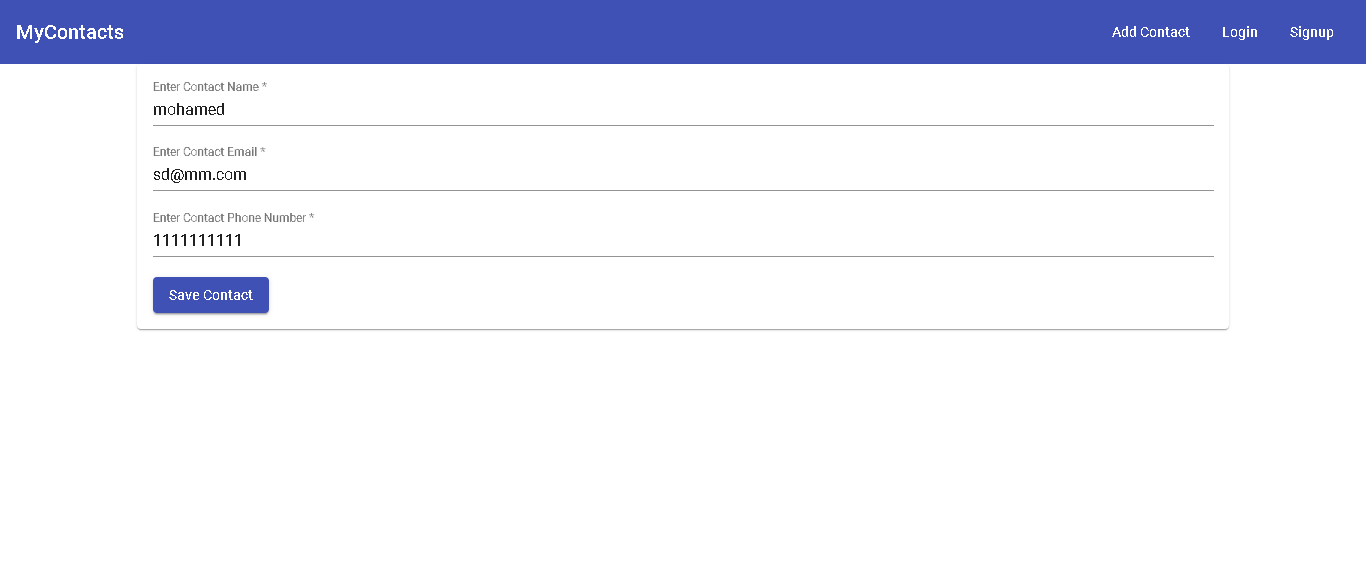 MyContacts
Add Contact Login Signup
Enter Contact Name *
mohamed
Enter Contact Email *
sd@mm.com
Enter Contact Phone Number *
1111111111
Save Contact